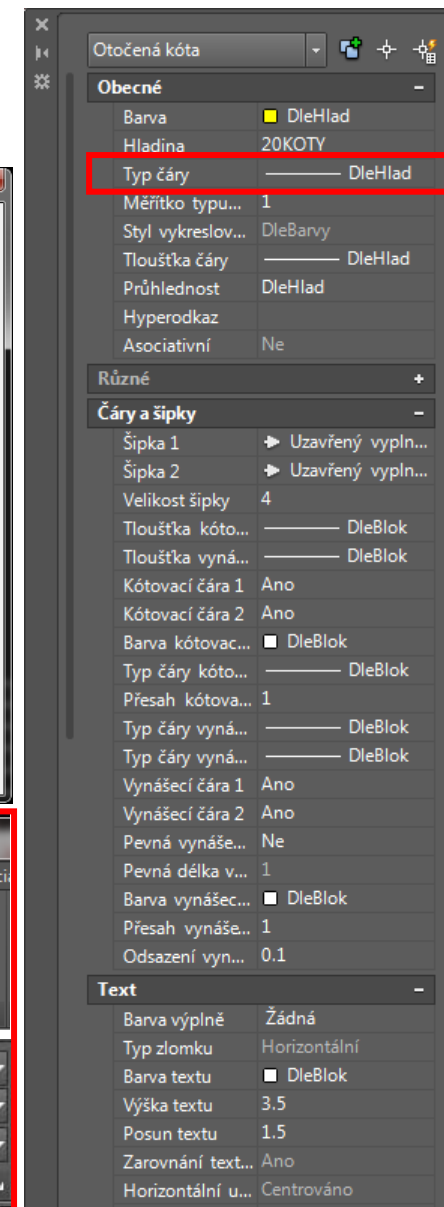 Otočená kóta
Obecné
Barva DleHlad
Hladina 20KOTY
Typ čáry DleHlad
Měřítko typu... 1
Styl vykreslov... DleBarvy
Tloušťka čáry DleHlad
Průhlednost DleHlad
Hyperodkaz
Asociativní Ne
Různé
Čáry a šipky
Šipka 1 Uzavřený vypln...
Šipka 2 Uzavřený vypln...
Velikost šipky 4
Tloušťka kóto... DleBlok
Tloušťka vyná... DleBlok
Kótovací čára 1 Ano
Kótovací čára 2 Ano
Barva kótovac... DleBlok
Typ čáry kóto... DleBlok
Přesah kótova... 1
Typ čáry vyná... DleBlok
Typ čáry vyná... DleBlok
Vynášecí čára 1 Ano
Vynášecí čára 2 Ano
Pevná vynáše... Ne
Pevná délka v... 1
Barva vynášec... DleBlok
Přesah vynáše... 1
Odsazení vyn... 0.1
Text
Barva výplně Žádná
Typ zlomku Horizontální
Barva textu DleBlok
Výška textu 3.5
Posun textu 1.5
Zarovnání text... Ano
Horizontální u... Centrováno